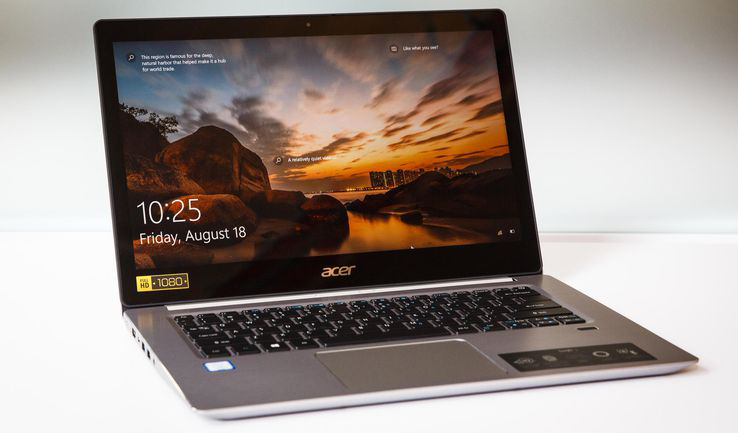 This region is famous for the deep,
natural harbor that helped make it a hub
for world trade.
Like what you see?
A relatively quiet
10:25
Friday, August 18
acer
FULL
HD
1080